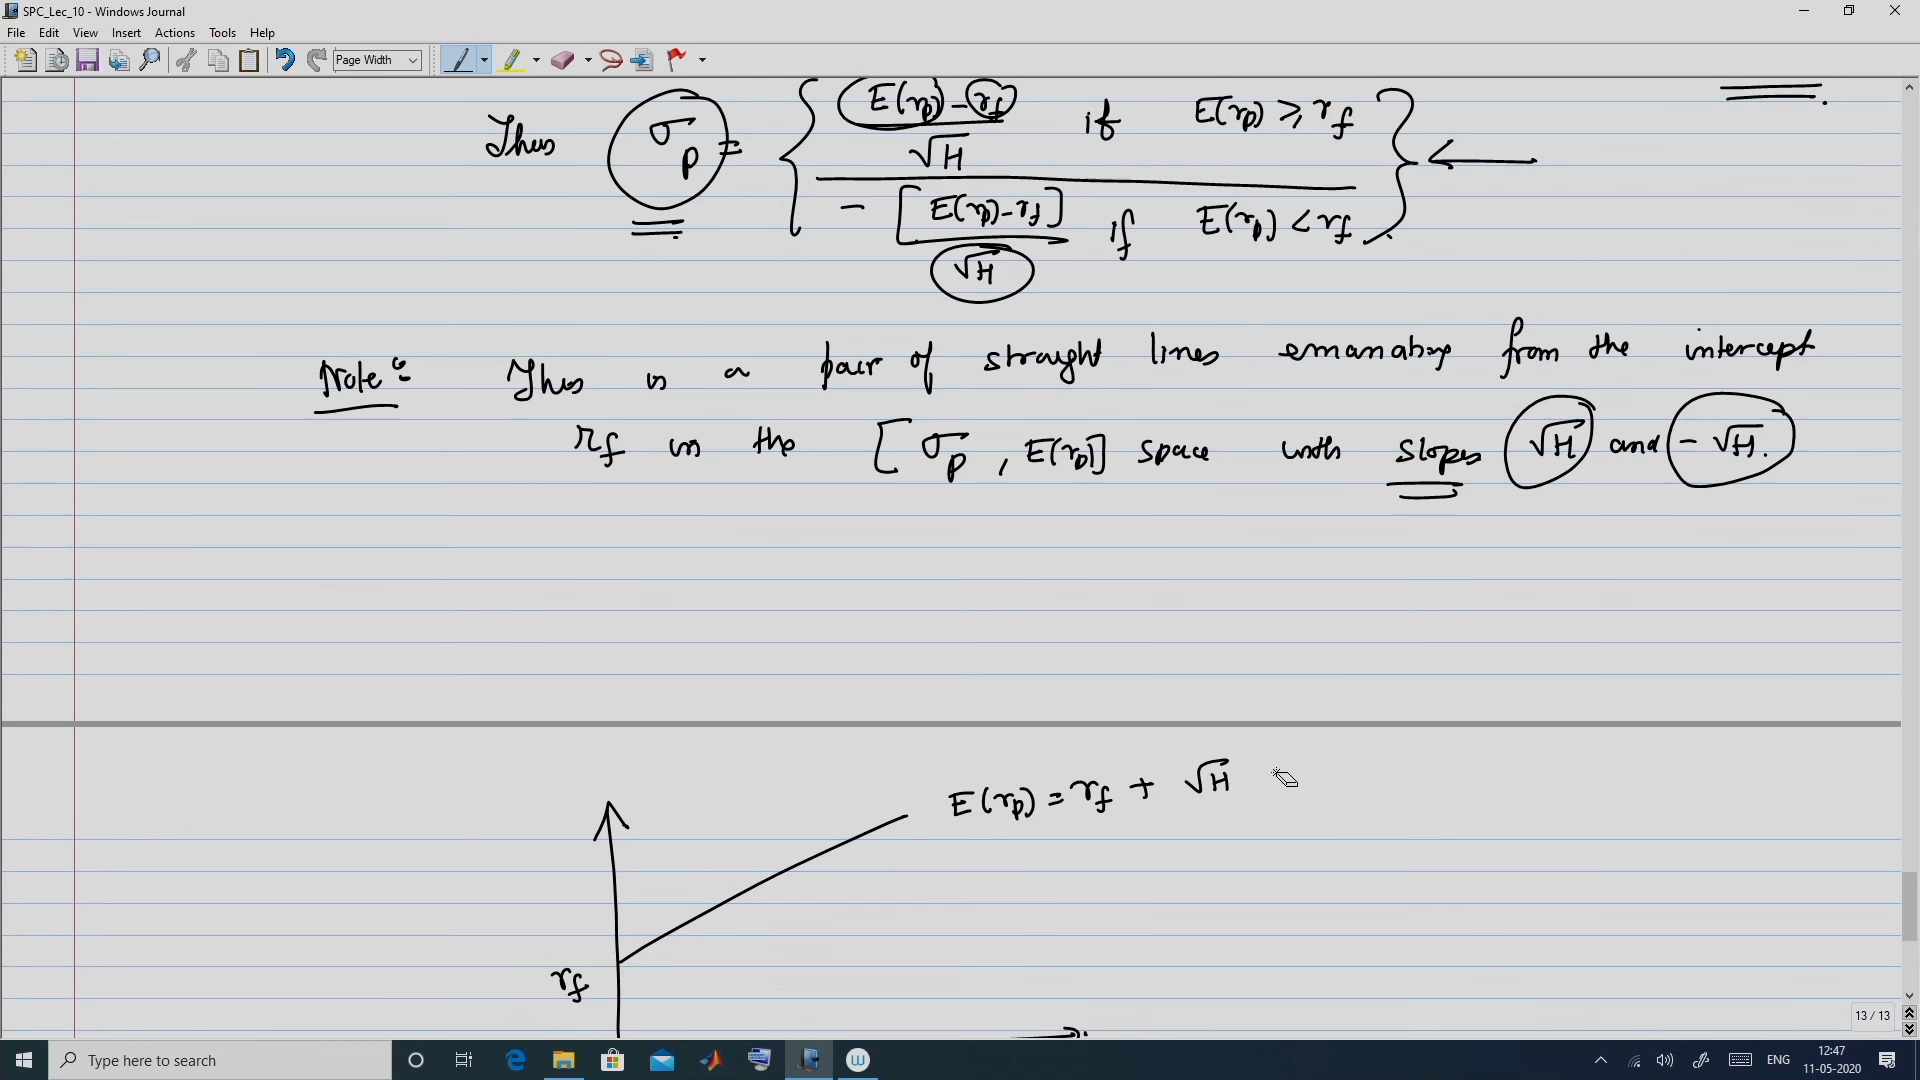 SPC_Lec_10 - Windows Journal
File Edit View Insert Actions Tools Help
Page Width
Thus σp = { E(rp) - rf / √H if E(rp) ≥ rf
- [E(rp) - rf] / √H if E(rp) < rf }
Note: This is a pair of straight lines emanating from the intercept
rf in the [σp, E(rp)] space with slopes √H and -√H.
E(rp) = rf + √H
rf
13 / 13
Type here to search
ENG
12:47
11-05-2020